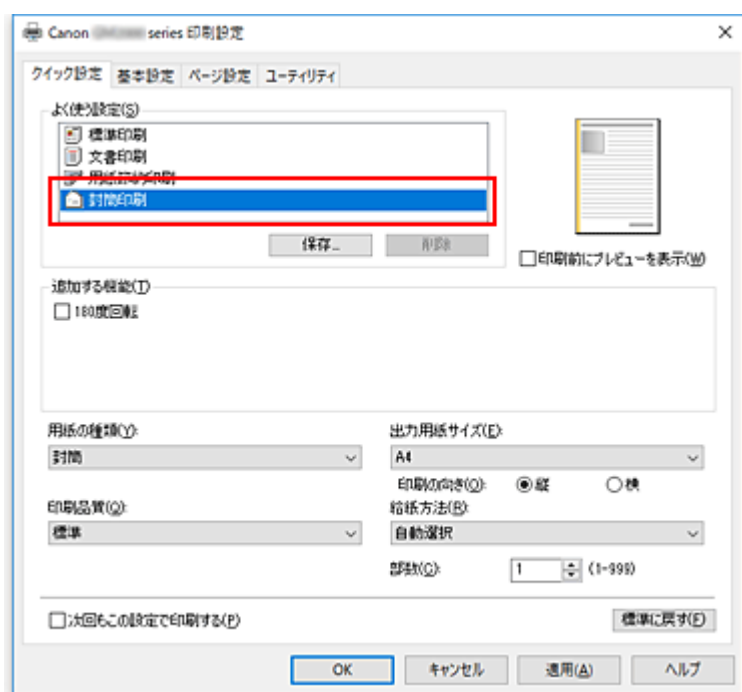 Canon series 印刷設定
クイック設定 基本設定 ページ設定 ユーティリティ
よく使う設定(S)
標準印刷
文書印刷
封筒印刷
保存...
削除
印刷前にプレビューを表示(W)
追加する機能(T)
180度回転
用紙の種類(Y):
封筒
出力用紙サイズ(E):
A4
印刷の向き(O): 縦 横
印刷品質(Q):
標準
給紙方法(R):
自動選択
部数(C): 1 (1-999)
次回もこの設定で印刷する(P)
標準に戻す(F)
OK キャンセル 適用(A) ヘルプ